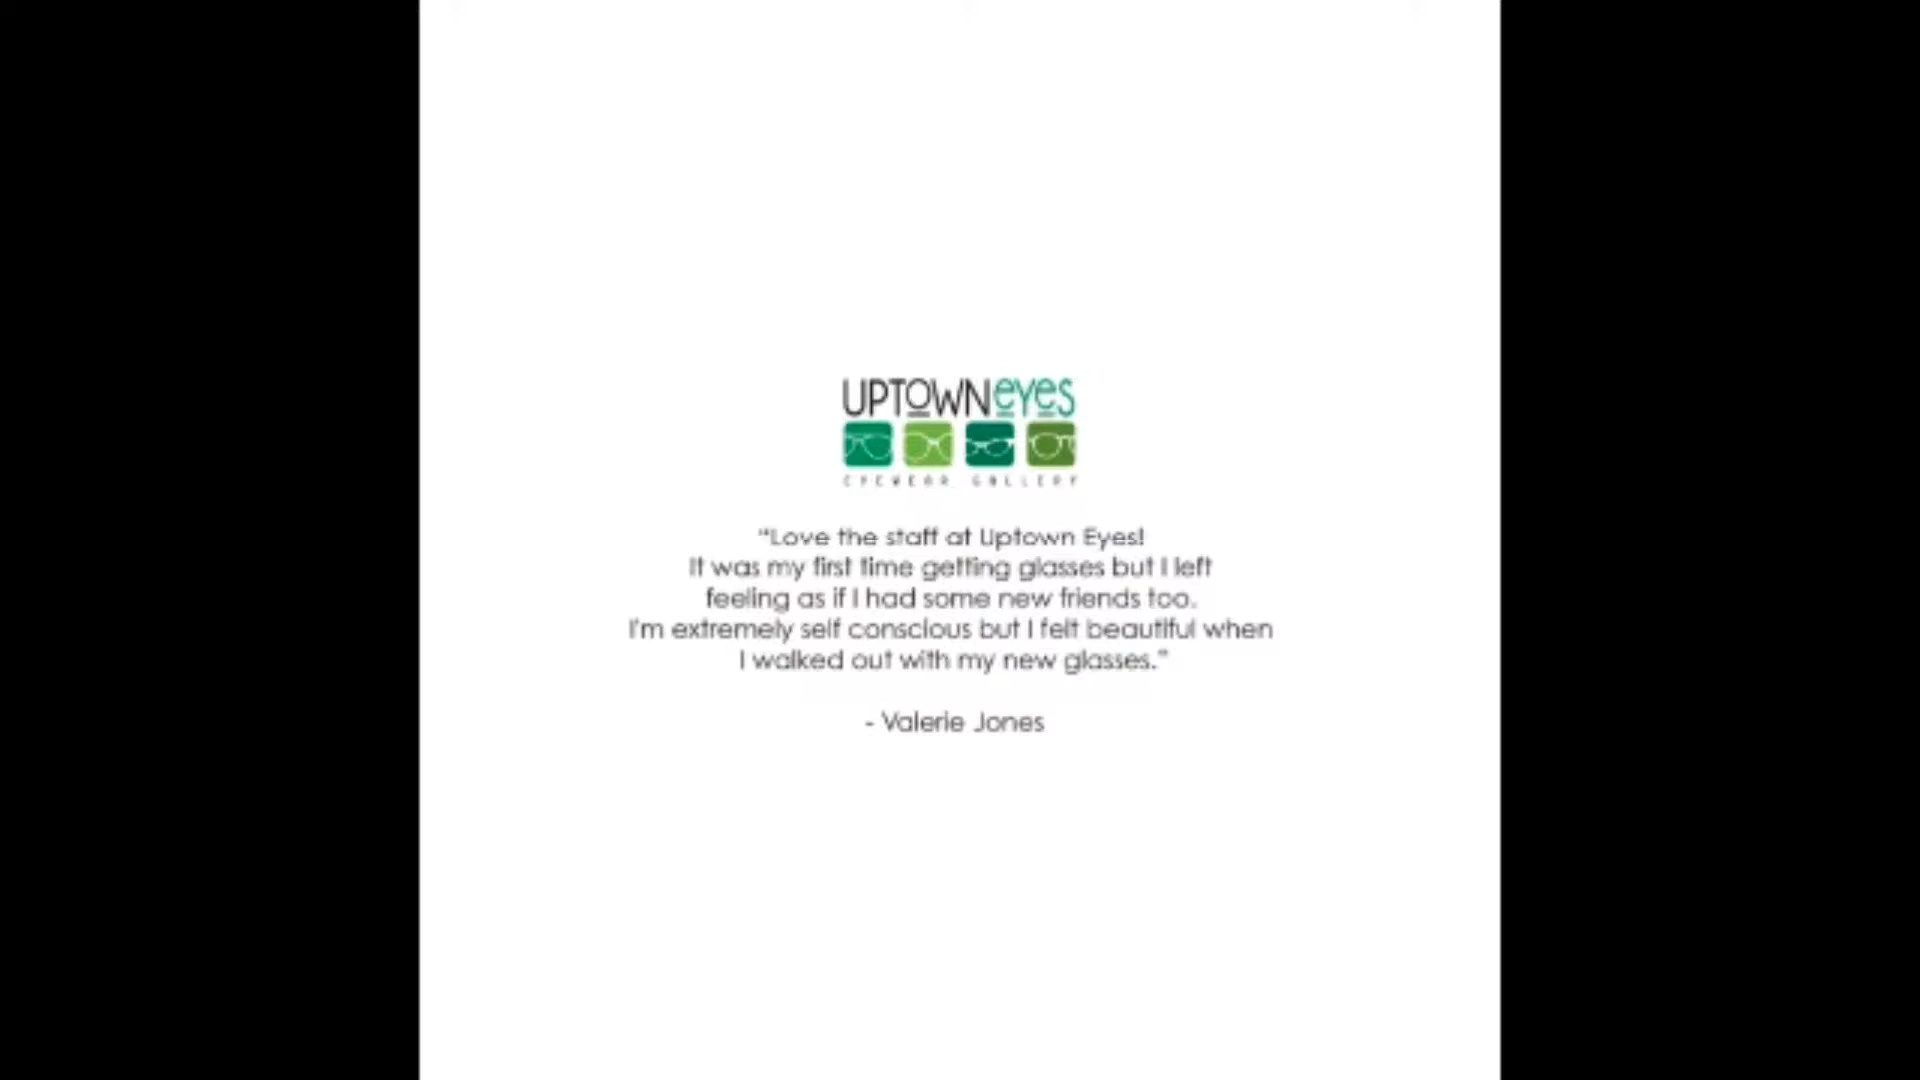 UPTOWNeyes
EYEWEAR GALLERY
“Love the staff at Uptown Eyes!
It was my first time getting glasses but I left
feeling as if I had some new friends too.
I'm extremely self conscious but I felt beautiful when
I walked out with my new glasses.”
- Valerie Jones